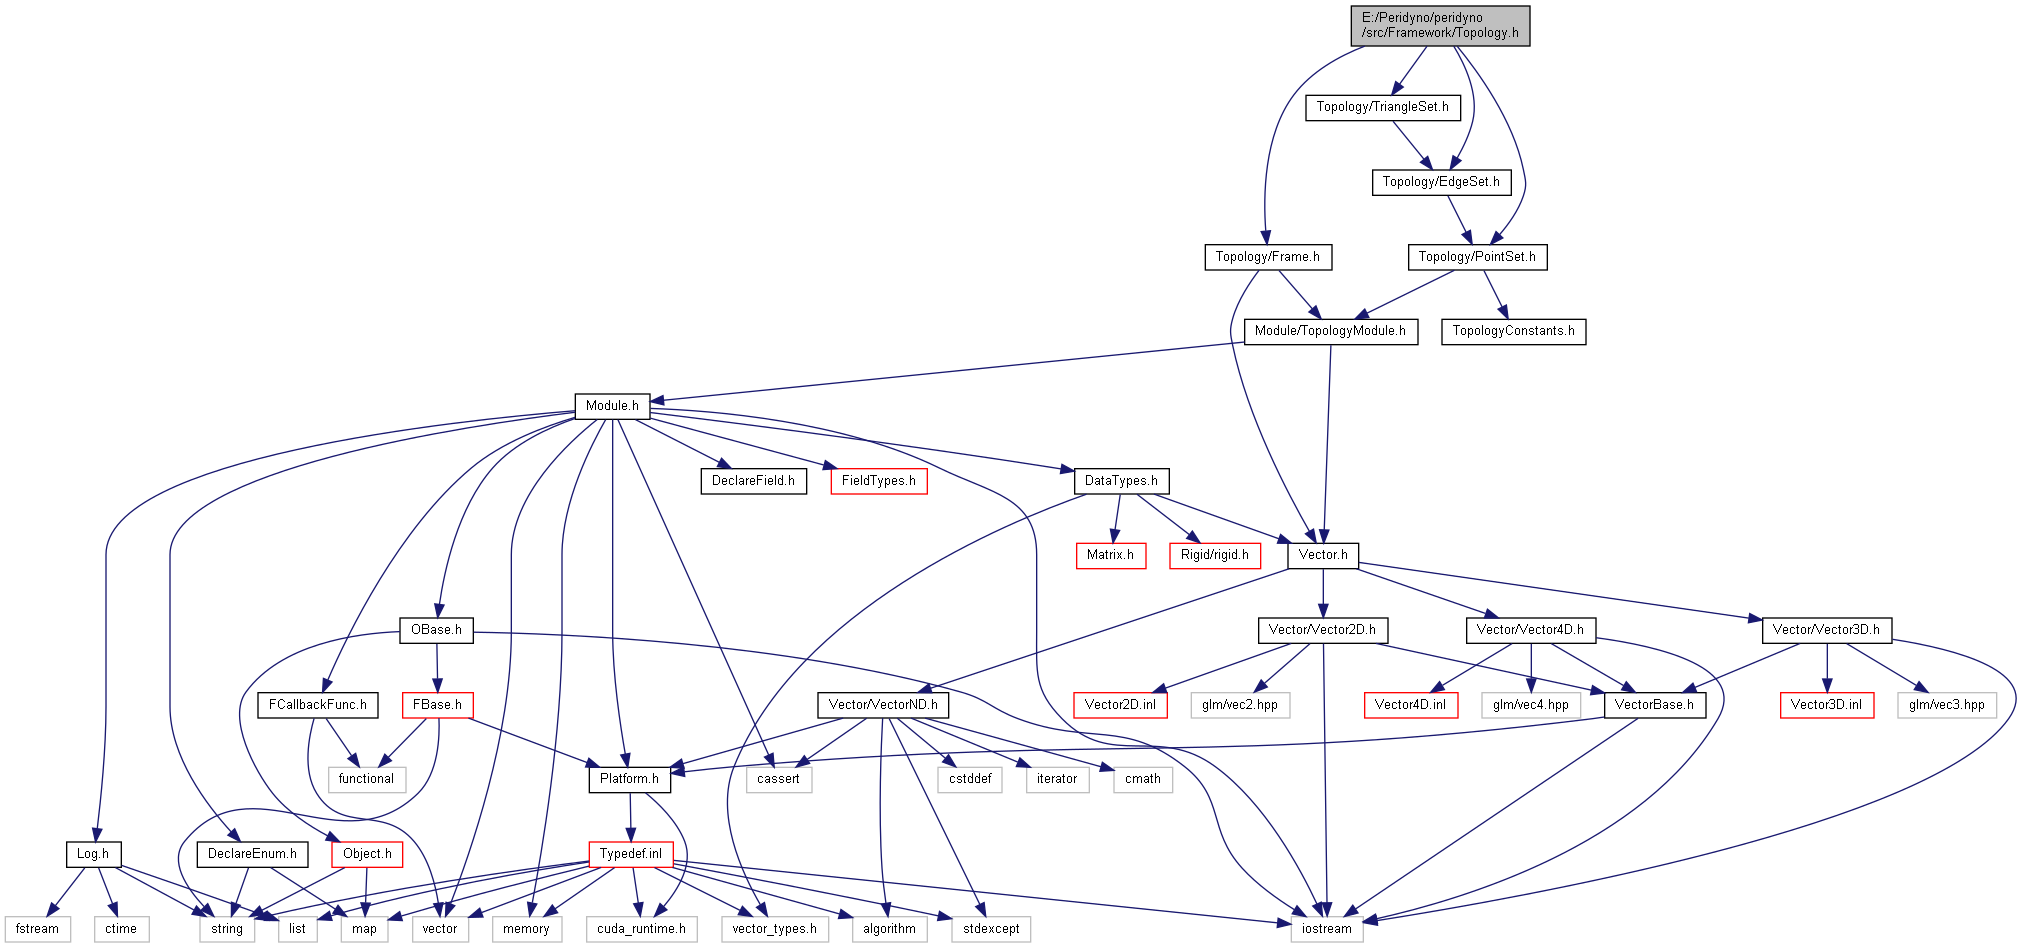 E:/Peridyno/peridyno
/src/Framework/Topology.h
Topology/TriangleSet.h
Topology/EdgeSet.h
Topology/Frame.h
Topology/PointSet.h
Module/TopologyModule.h
TopologyConstants.h
Module.h
DeclareField.h
FieldTypes.h
DataTypes.h
Matrix.h
Rigid/rigid.h
Vector.h
OBase.h
Vector/Vector2D.h
Vector/Vector4D.h
Vector/Vector3D.h
FCallbackFunc.h
FBase.h
Vector/VectorND.h
Vector2D.inl
glm/vec2.hpp
Vector4D.inl
glm/vec4.hpp
VectorBase.h
Vector3D.inl
glm/vec3.hpp
functional
Platform.h
cassert
cstddef
iterator
cmath
Log.h
DeclareEnum.h
Object.h
Typedef.inl
fstream
ctime
string
list
map
vector
memory
cuda_runtime.h
vector_types.h
algorithm
stdexcept
iostream